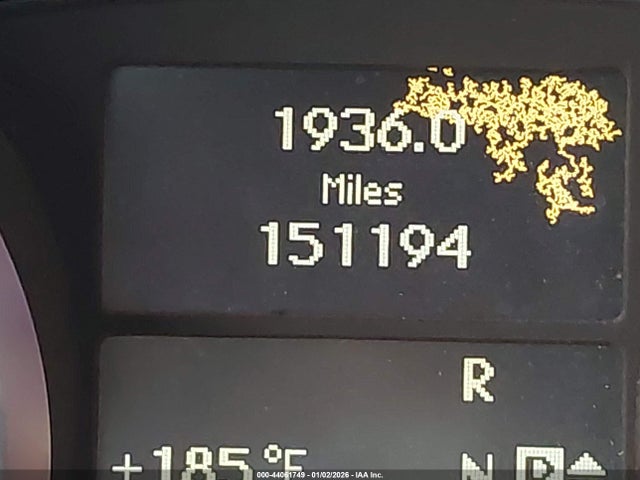 1936.0
Miles
151194
R
+185°F N P
000-44061749 - 01/02/2026 - IAA Inc.